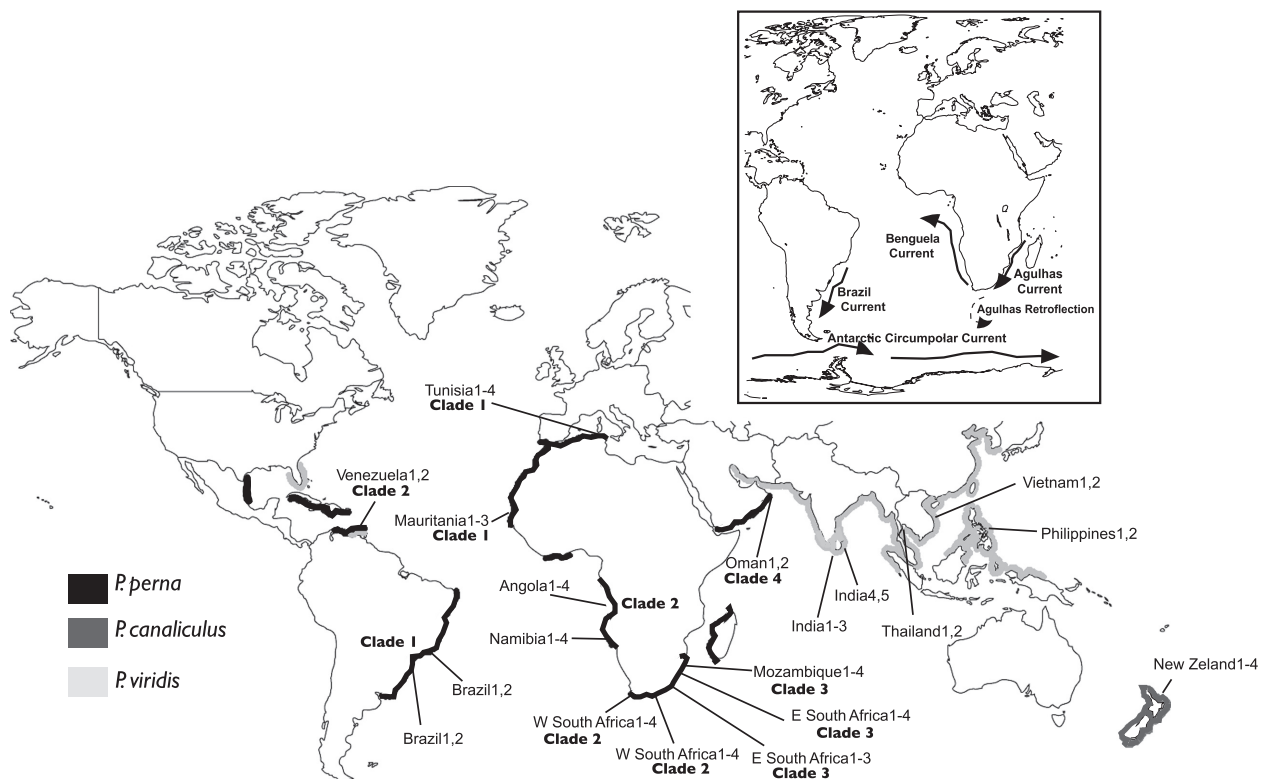 Benguela
Current
Agulhas
Current
Brazil
Current
Agulhas Retroflection
Antarctic Circumpolar Current
Tunisia1-4
Clade 1
Venezuela1,2
Clade 2
Mauritania1-3
Clade 1
Vietnam1,2
Philippines1,2
Oman1,2
Clade 4
India4,5
India1-3
Thailand1,2
Angola1-4
Clade 2
Namibia1-4
P. perna
P. canaliculus
P. viridis
Clade 1
Brazil1,2
Brazil1,2
New Zeland1-4
Mozambique1-4
Clade 3
E South Africa1-4
Clade 3
W South Africa1-4
Clade 2
W South Africa1-4
Clade 2
E South Africa1-3
Clade 3